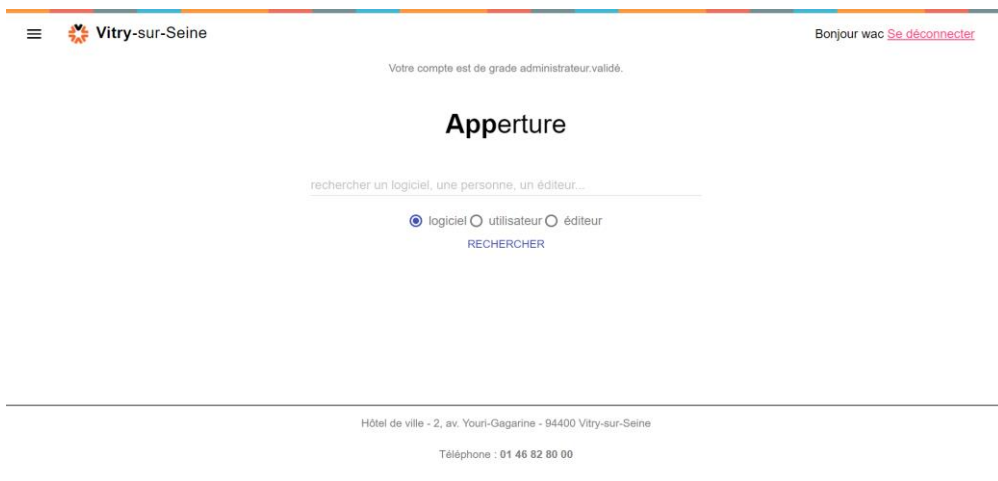 Vitry-sur-Seine
Bonjour wac Se déconnecter
Votre compte est de grade administrateur.validé.
Apperture
rechercher un logiciel, une personne, un éditeur...
logiciel utilisateur éditeur
RECHERCHER
Hôtel de ville - 2, av. Youri-Gagarine - 94400 Vitry-sur-Seine
Téléphone : 01 46 82 80 00